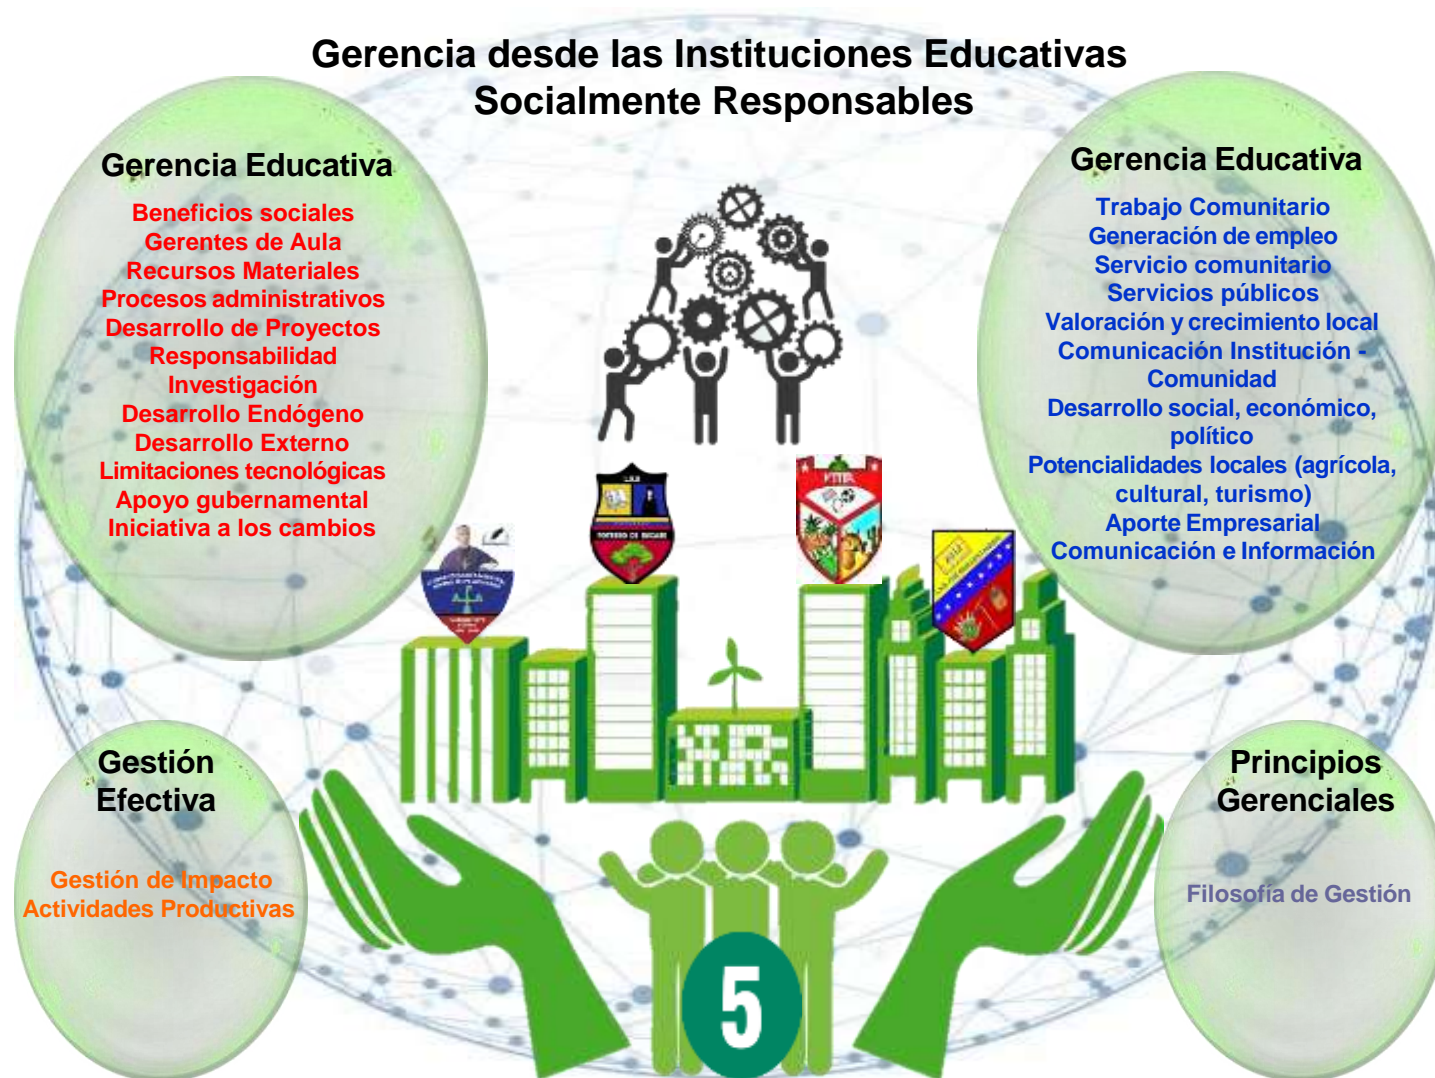 Gerencia desde las Instituciones Educativas
Socialmente Responsables
Gerencia Educativa
Beneficios sociales
Gerentes de Aula
Recursos Materiales
Procesos administrativos
Desarrollo de Proyectos
Responsabilidad
Investigación
Desarrollo Endógeno
Desarrollo Externo
Limitaciones tecnológicas
Apoyo gubernamental
Iniciativa a los cambios
Gerencia Educativa
Trabajo Comunitario
Generación de empleo
Servicio comunitario
Servicios públicos
Valoración y crecimiento local
Comunicación Institución -
Comunidad
Desarrollo social, económico,
político
Potencialidades locales (agrícola,
cultural, turismo)
Aporte Empresarial
Comunicación e Información
Gestión
Efectiva
Gestión de Impacto
Actividades Productivas
Principios
Gerenciales
Filosofía de Gestión
5